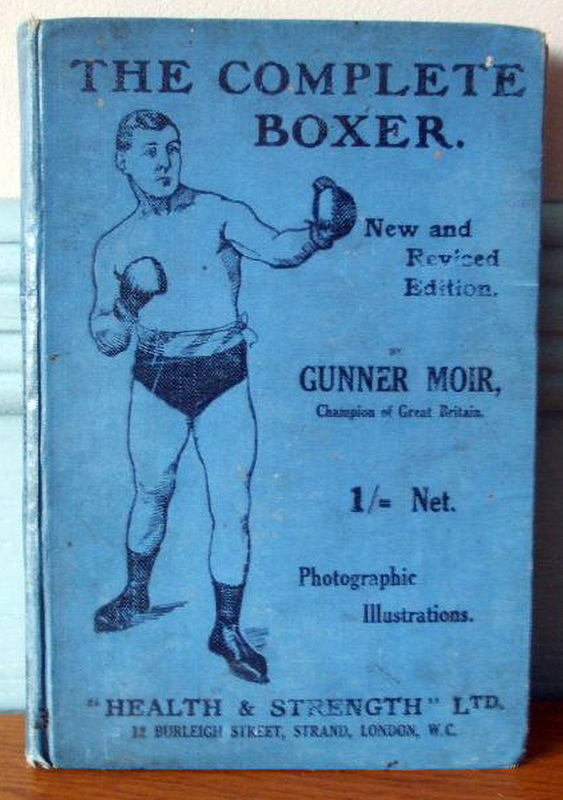 THE COMPLETE
BOXER.
New and
Revised
Edition.
BY
GUNNER MOIR,
Champion of Great Britain.
1/= Net.
Photographic
Illustrations.
"HEALTH & STRENGTH" LTD.
12 BURLEIGH STREET, STRAND, LONDON, W.C.